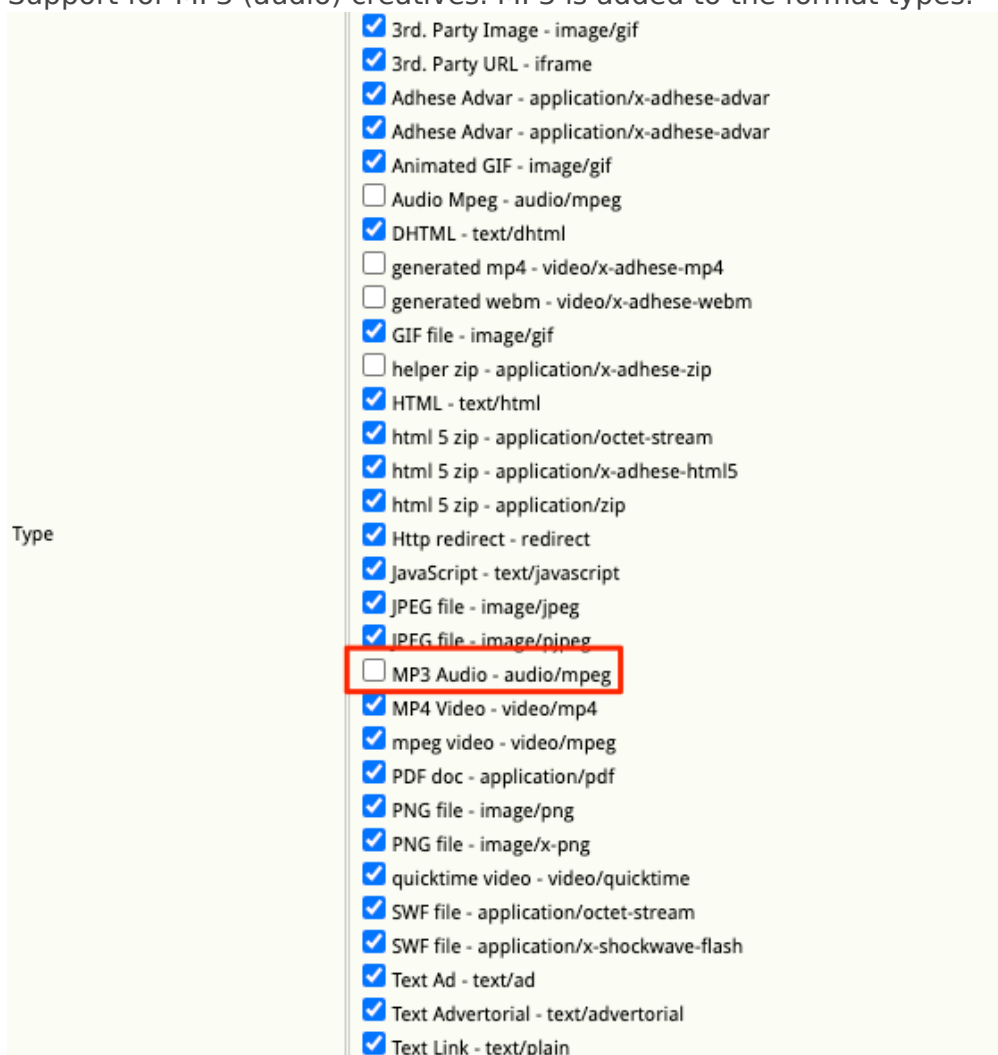 Support for MP3 (audio) creatives. MP3 is added to the format types.
3rd. Party Image - image/gif
3rd. Party URL - iframe
Adhese Advar - application/x-adhese-advar
Adhese Advar - application/x-adhese-advar
Animated GIF - image/gif
Audio Mpeg - audio/mpeg
DHTML - text/dhtml
generated mp4 - video/x-adhese-mp4
generated webm - video/x-adhese-webm
GIF file - image/gif
helper zip - application/x-adhese-zip
HTML - text/html
html 5 zip - application/octet-stream
html 5 zip - application/x-adhese-html5
html 5 zip - application/zip
Type
Http redirect - redirect
JavaScript - text/javascript
JPEG file - image/jpeg
JPEG file - image/pjpeg
MP3 Audio - audio/mpeg
MP4 Video - video/mp4
mpeg video - video/mpeg
PDF doc - application/pdf
PNG file - image/png
PNG file - image/x-png
quicktime video - video/quicktime
SWF file - application/octet-stream
SWF file - application/x-shockwave-flash
Text Ad - text/ad
Text Advertorial - text/advertorial
Text Link - text/plain